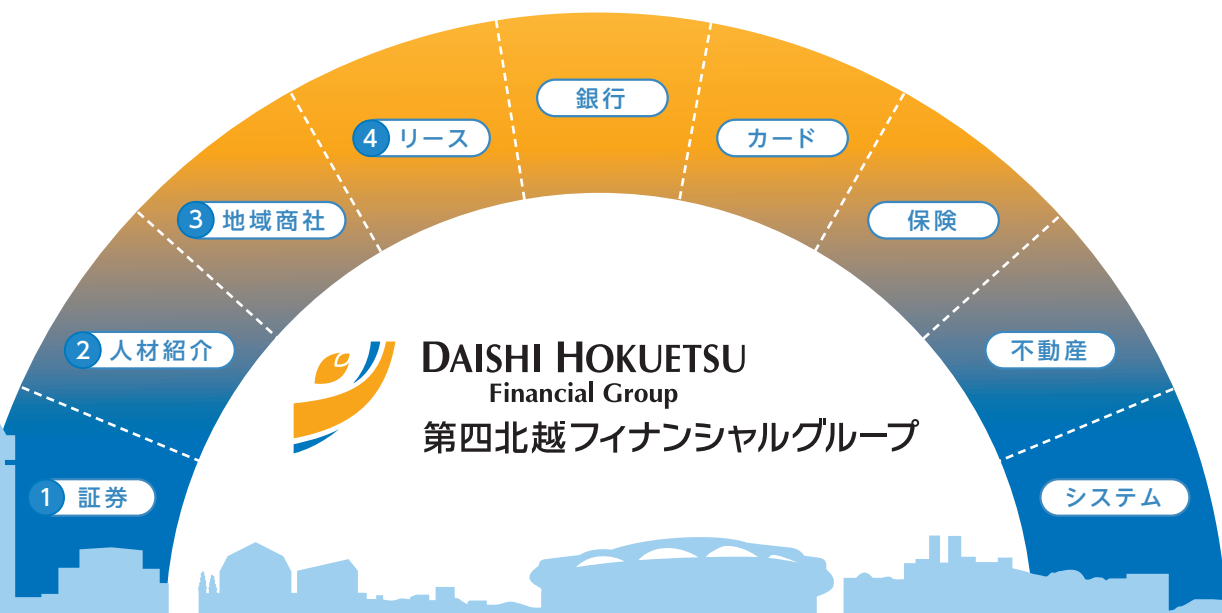 銀行
4 リース
カード
3 地域商社
保険
2 人材紹介
不動産
DAISHI HOKUETSU
Financial Group
第四北越フィナンシャルグループ
1 証券
システム